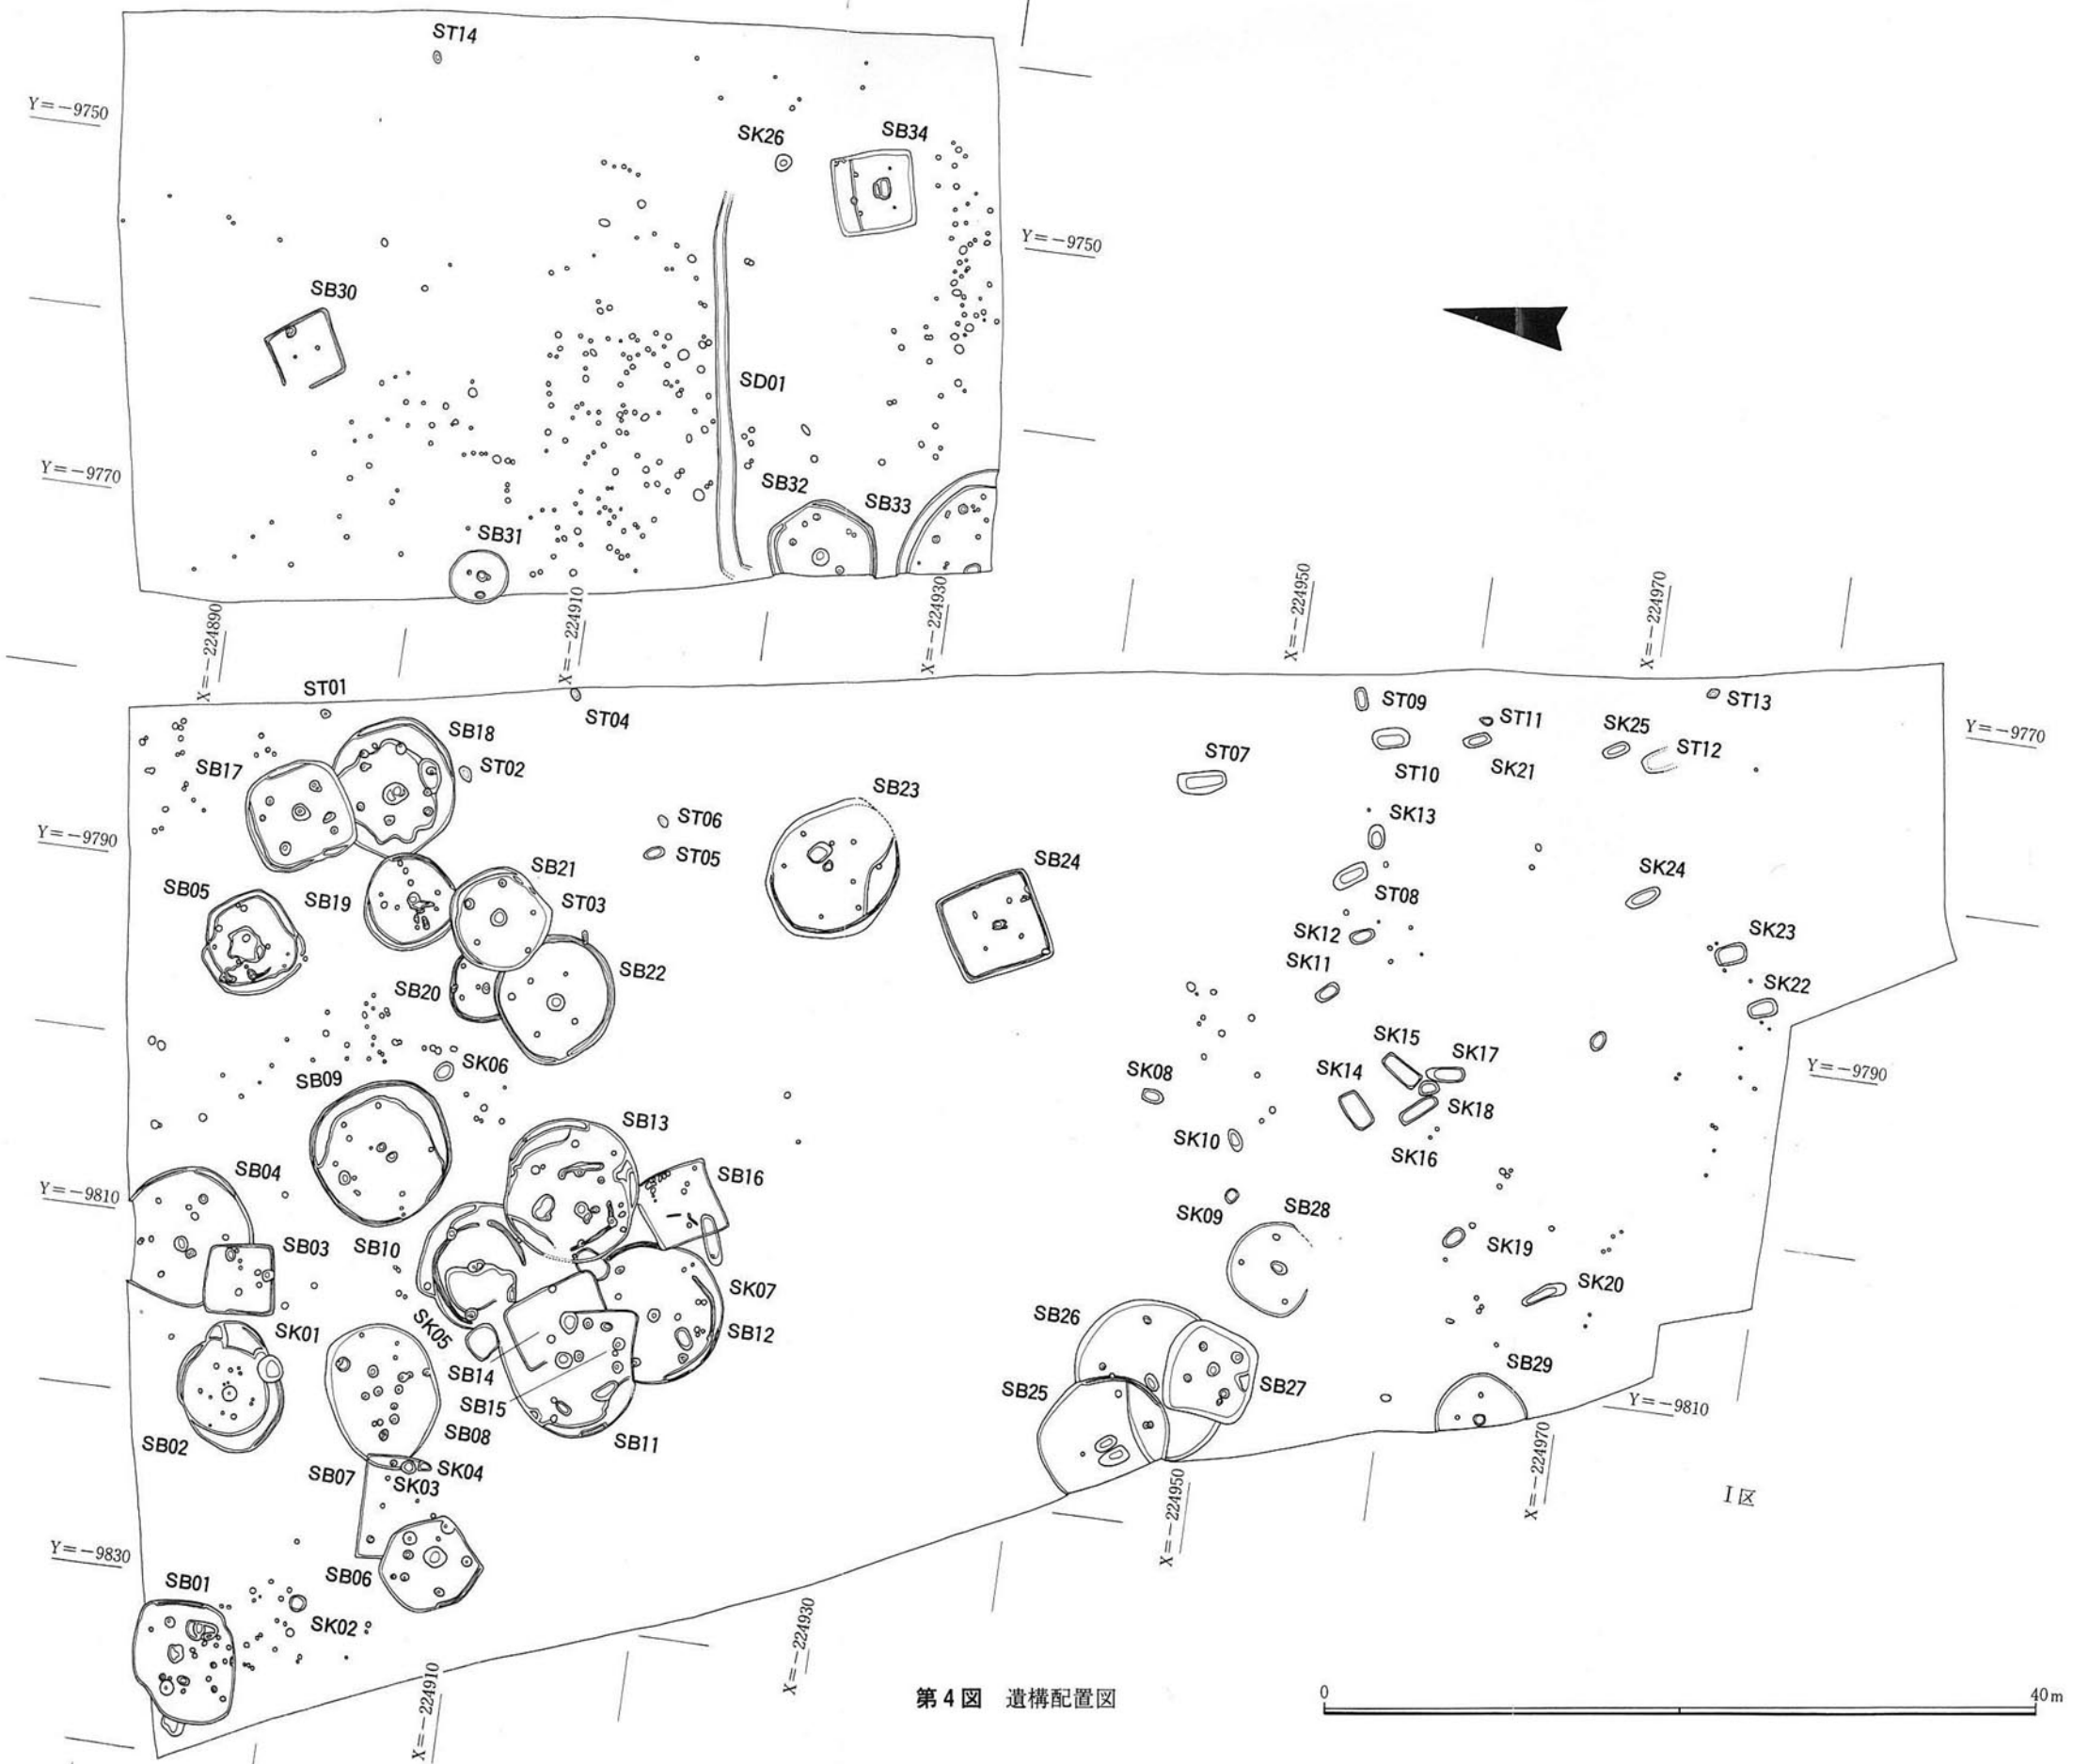 ST14
Y=-9750
SK26
SB34
Y=-9750
SB30
SD01
Y=-9770
SB32
SB33
SB31
X=-224890
X=-224910
X=-224930
X=-224950
X=-224970
ST01
ST04
ST09
ST13
ST11
SK25
Y=-9770
SB18
ST12
SB17
ST02
ST07
ST10
SK21
SB23
ST06
SK13
Y=-9790
ST05
SB21
SB24
SK24
SB05
SB19
ST03
ST08
SK12
SK23
SK11
SB20
SB22
SK22
SK15
SK06
SK17
SB09
SK08
SK14
Y=-9790
SK18
SB13
SK10
SK16
SB04
SB16
Y=-9810
SK09
SB28
SB03
SB10
SK19
SK07
SK20
SK01
SK05
SB26
SB12
SB14
SB29
SB27
SB25
SB15
Y=-9810
SB02
SB08
SB11
SB07
SK04
SK03
X=-224950
X=-224970
I区
Y=-9830
SB06
SB01
SK02
X=-224910
X=-224930
第4図 遺構配置図
0
40m